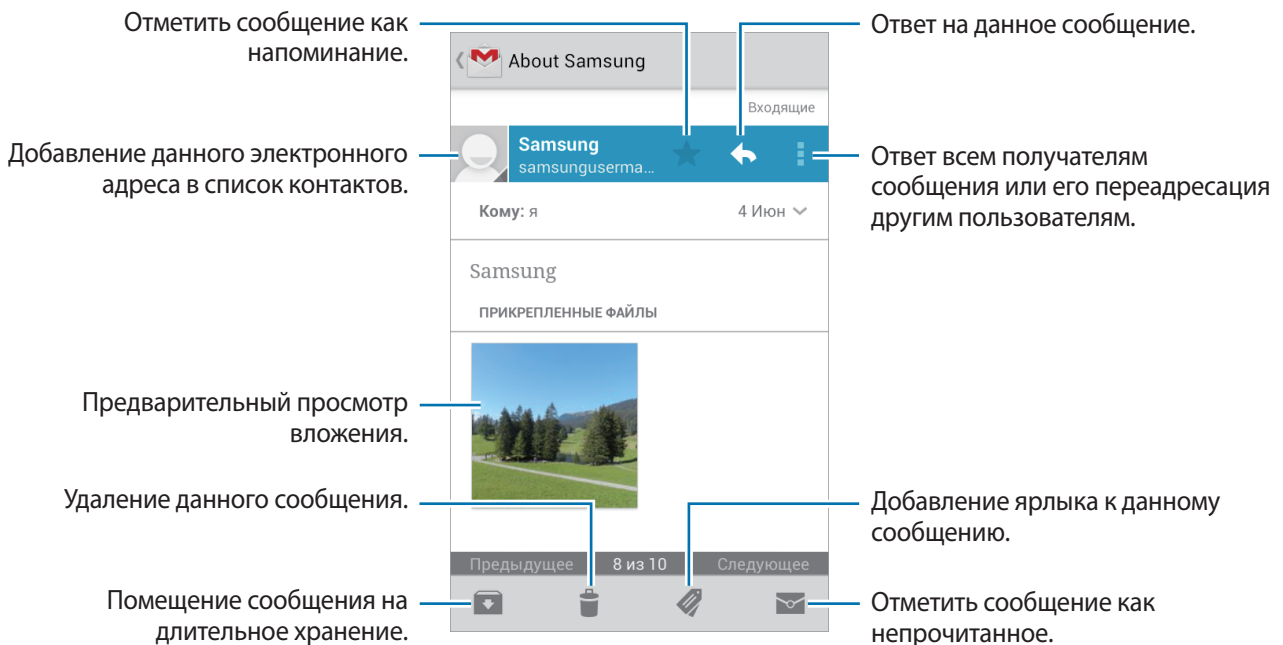 Отметить сообщение как
напоминание.
Ответ на данное сообщение.
About Samsung
Входящие
Добавление данного электронного
адреса в список контактов.
Samsung
samsunguserma...
Ответ всем получателям
сообщения или его переадресация
другим пользователям.
Кому: я
4 Июн
Samsung
ПРИКРЕПЛЕННЫЕ ФАЙЛЫ
Предварительный просмотр
вложения.
Удаление данного сообщения.
Добавление ярлыка к данному
сообщению.
Предыдущее 8 из 10 Следующее
Помещение сообщения на
длительное хранение.
Отметить сообщение как
непрочитанное.